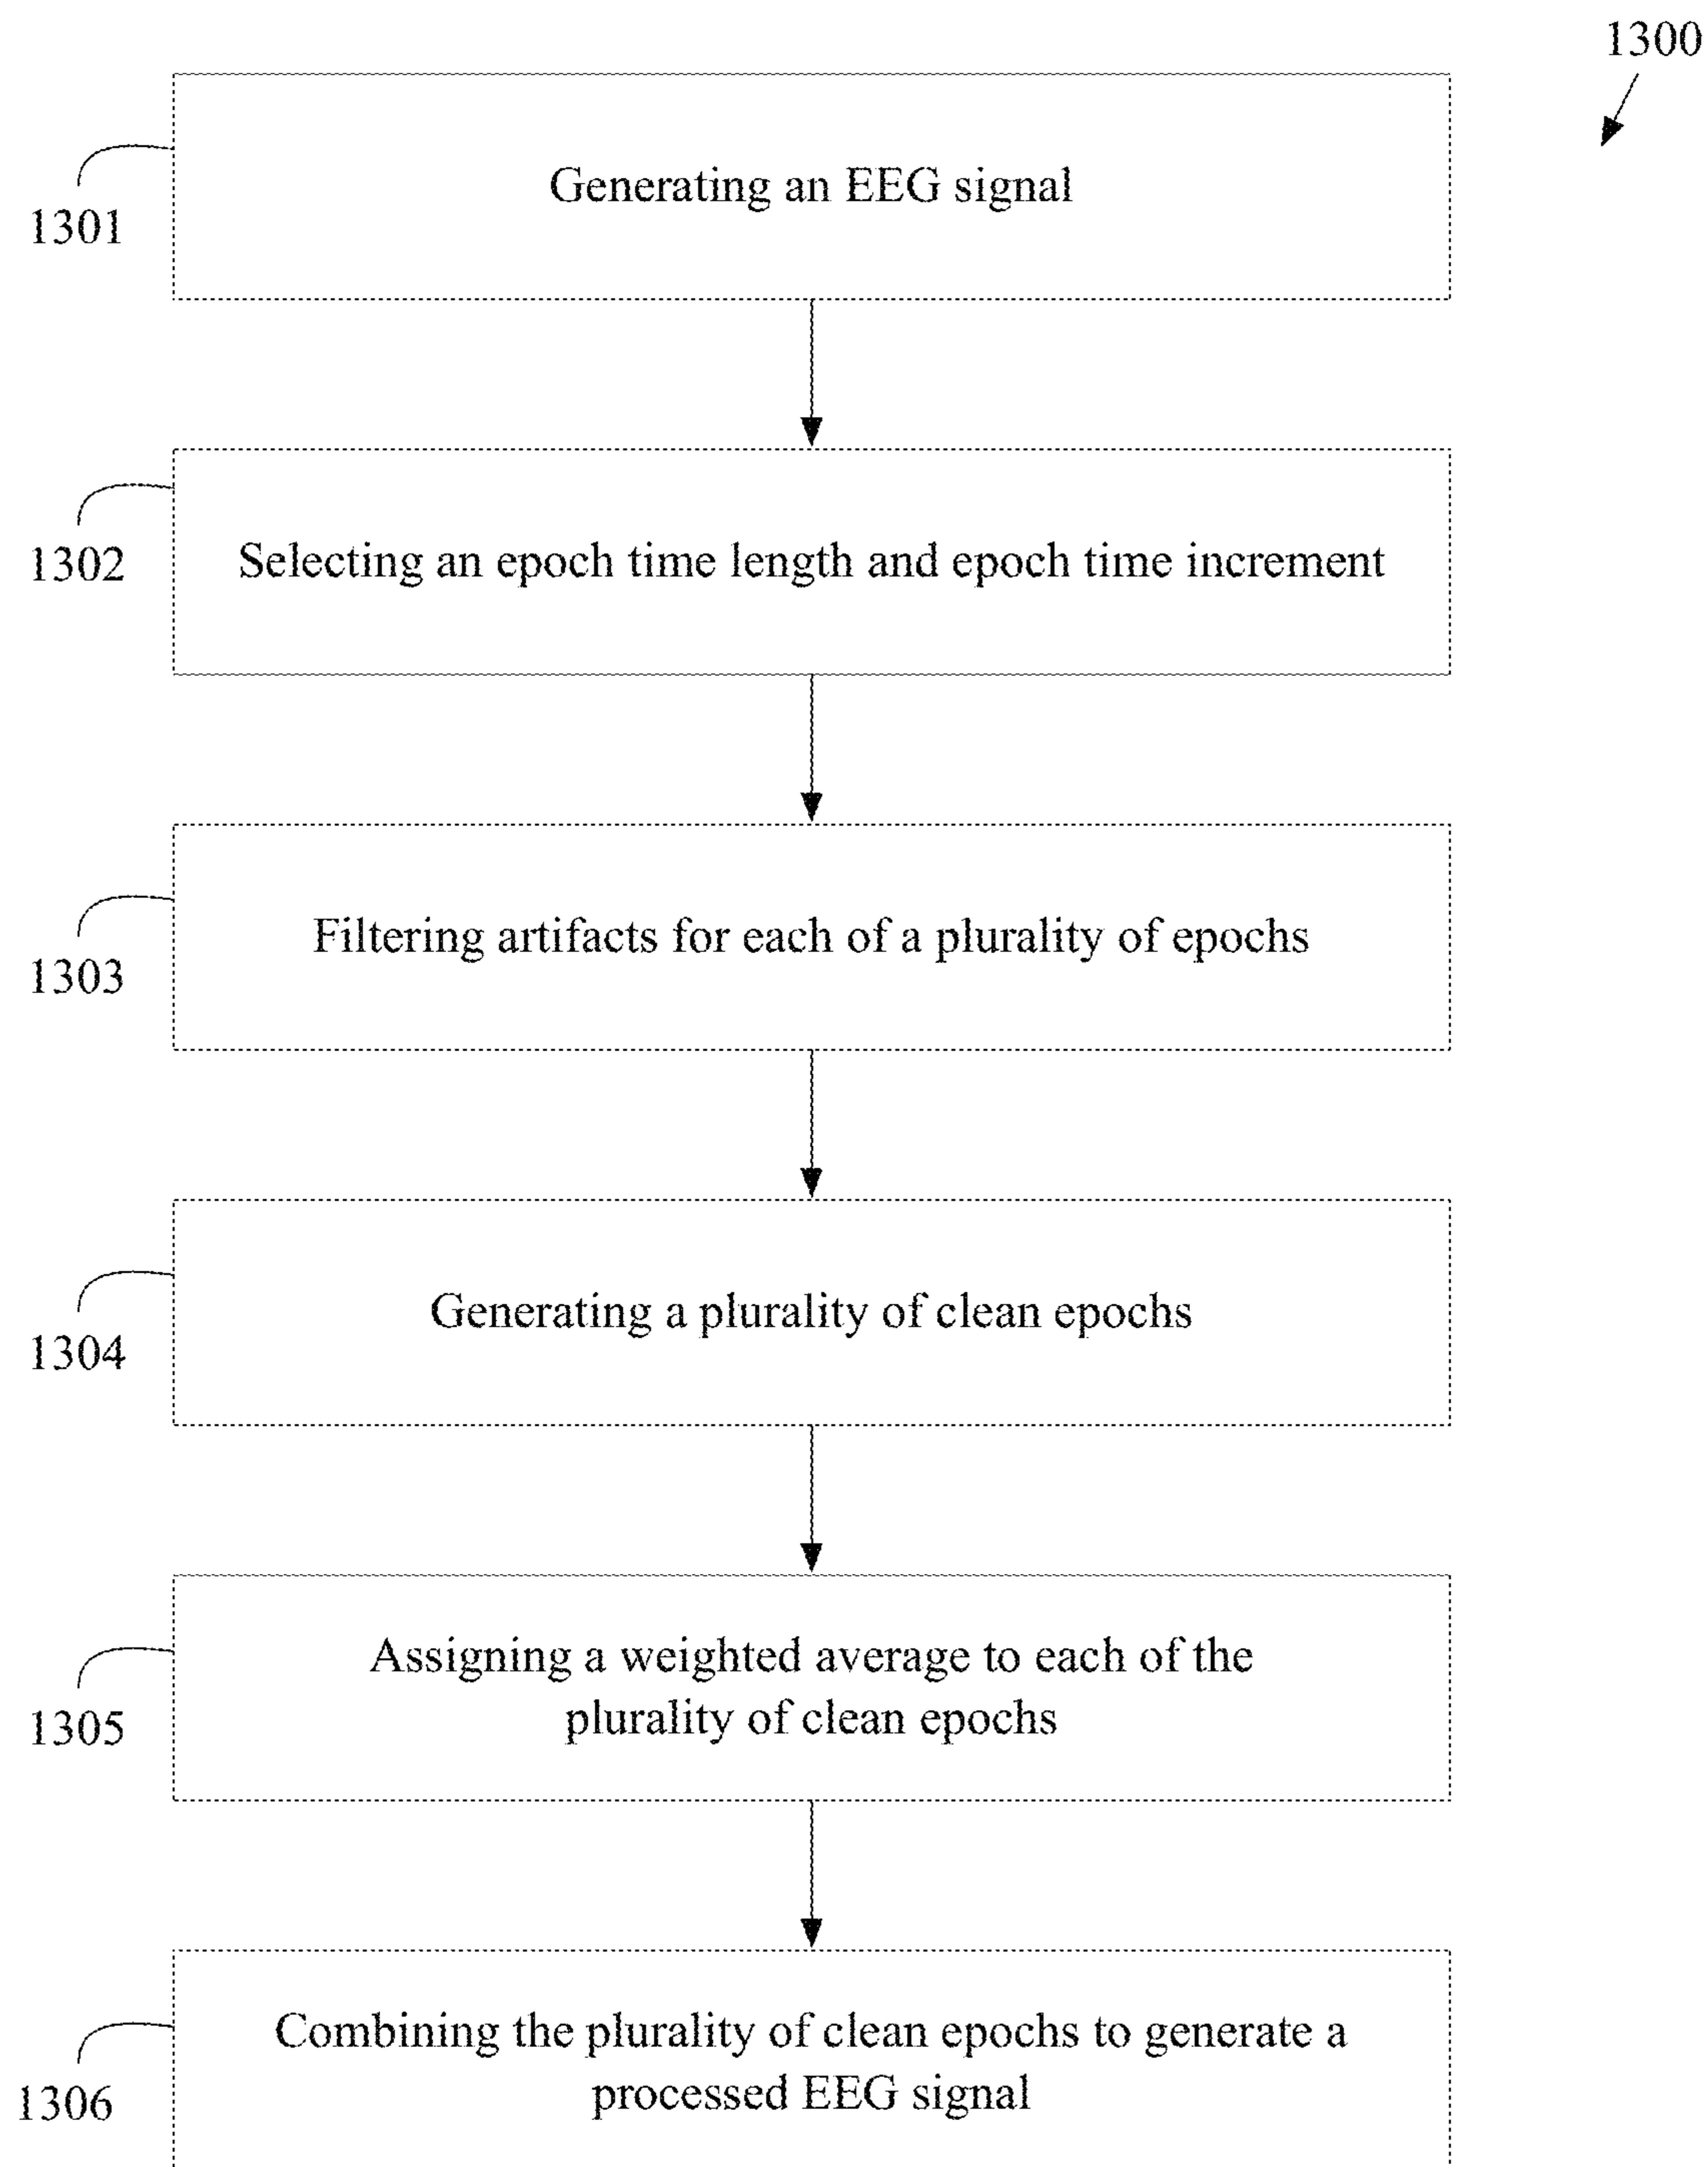 1300
Generating an EEG signal
1301
Selecting an epoch time length and epoch time increment
1302
Filtering artifacts for each of a plurality of epochs
1303
Generating a plurality of clean epochs
1304
Assigning a weighted average to each of the
plurality of clean epochs
1305
Combining the plurality of clean epochs to generate a
processed EEG signal
1306